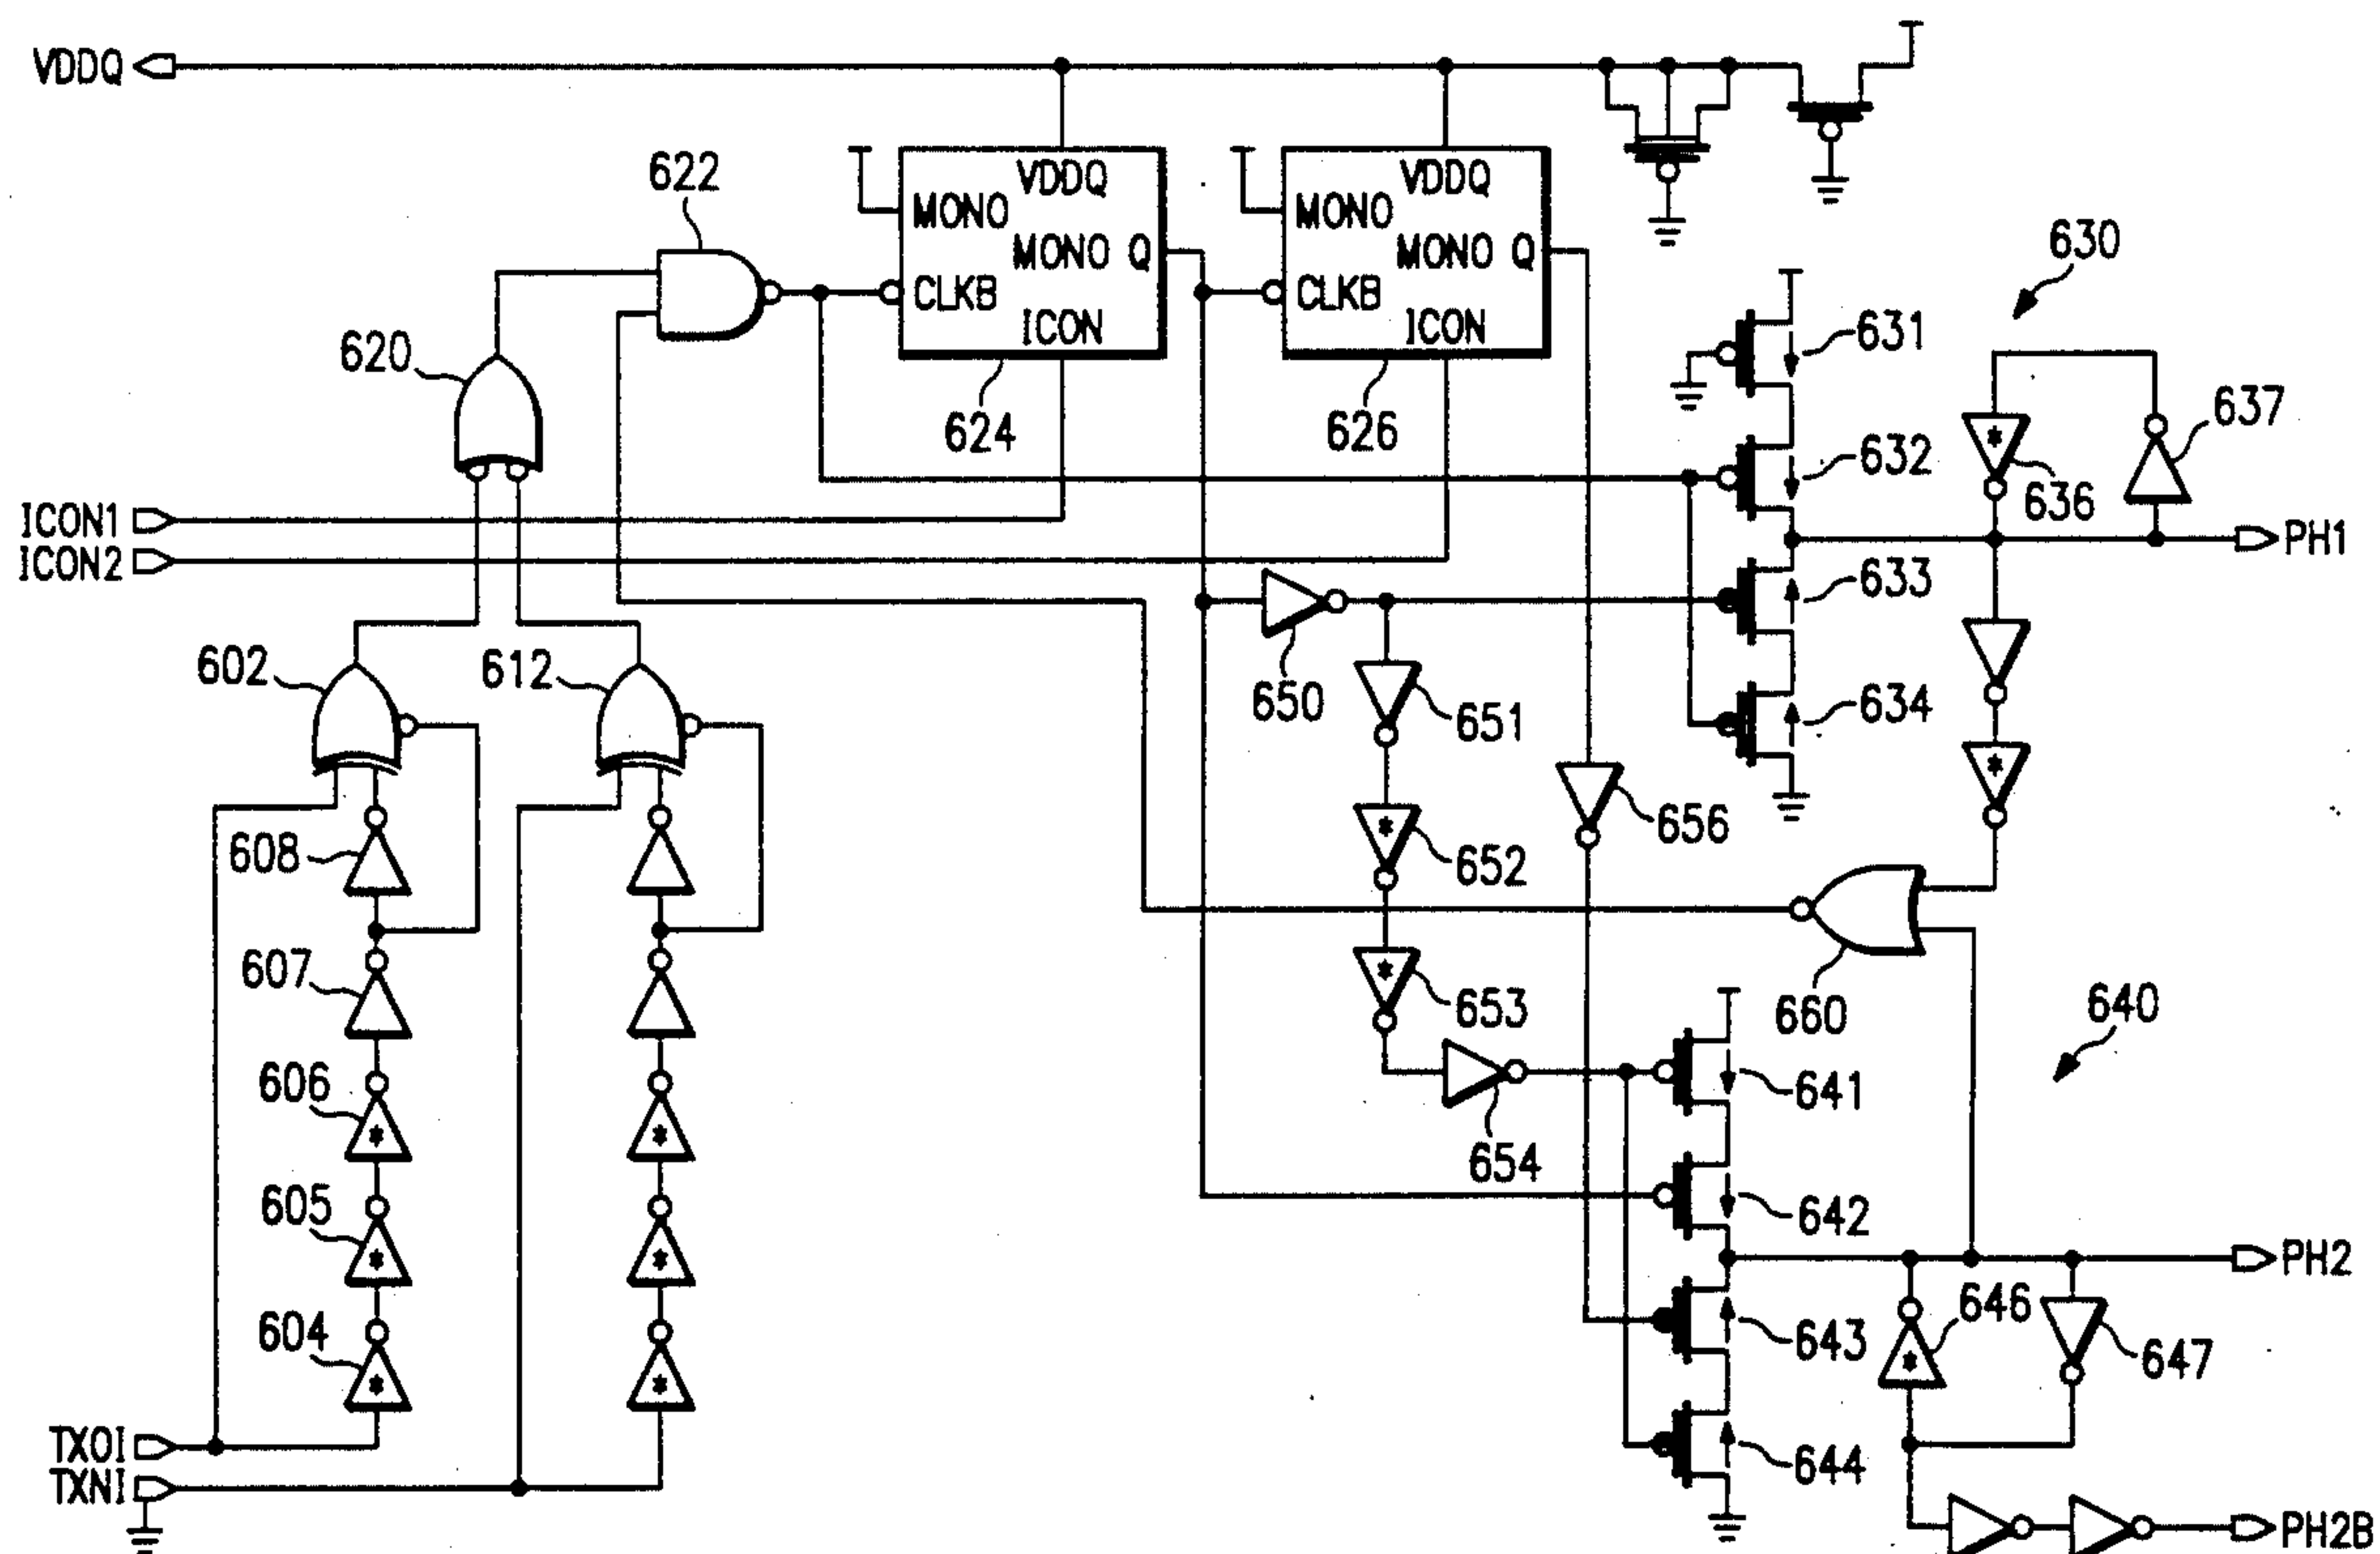 VDDQ
622
VDDQ
MONO
MONO Q
CLKB
ICON
VDDQ
MONO
MONO Q
CLKB
ICON
630
631
620
624
626
632
637
636
ICON1
ICON2
PH1
633
602
612
650
651
634
608
656
652
607
653
660
640
606
641
654
605
642
PH2
604
643
646
647
644
TXOI
TXNI
PH2B